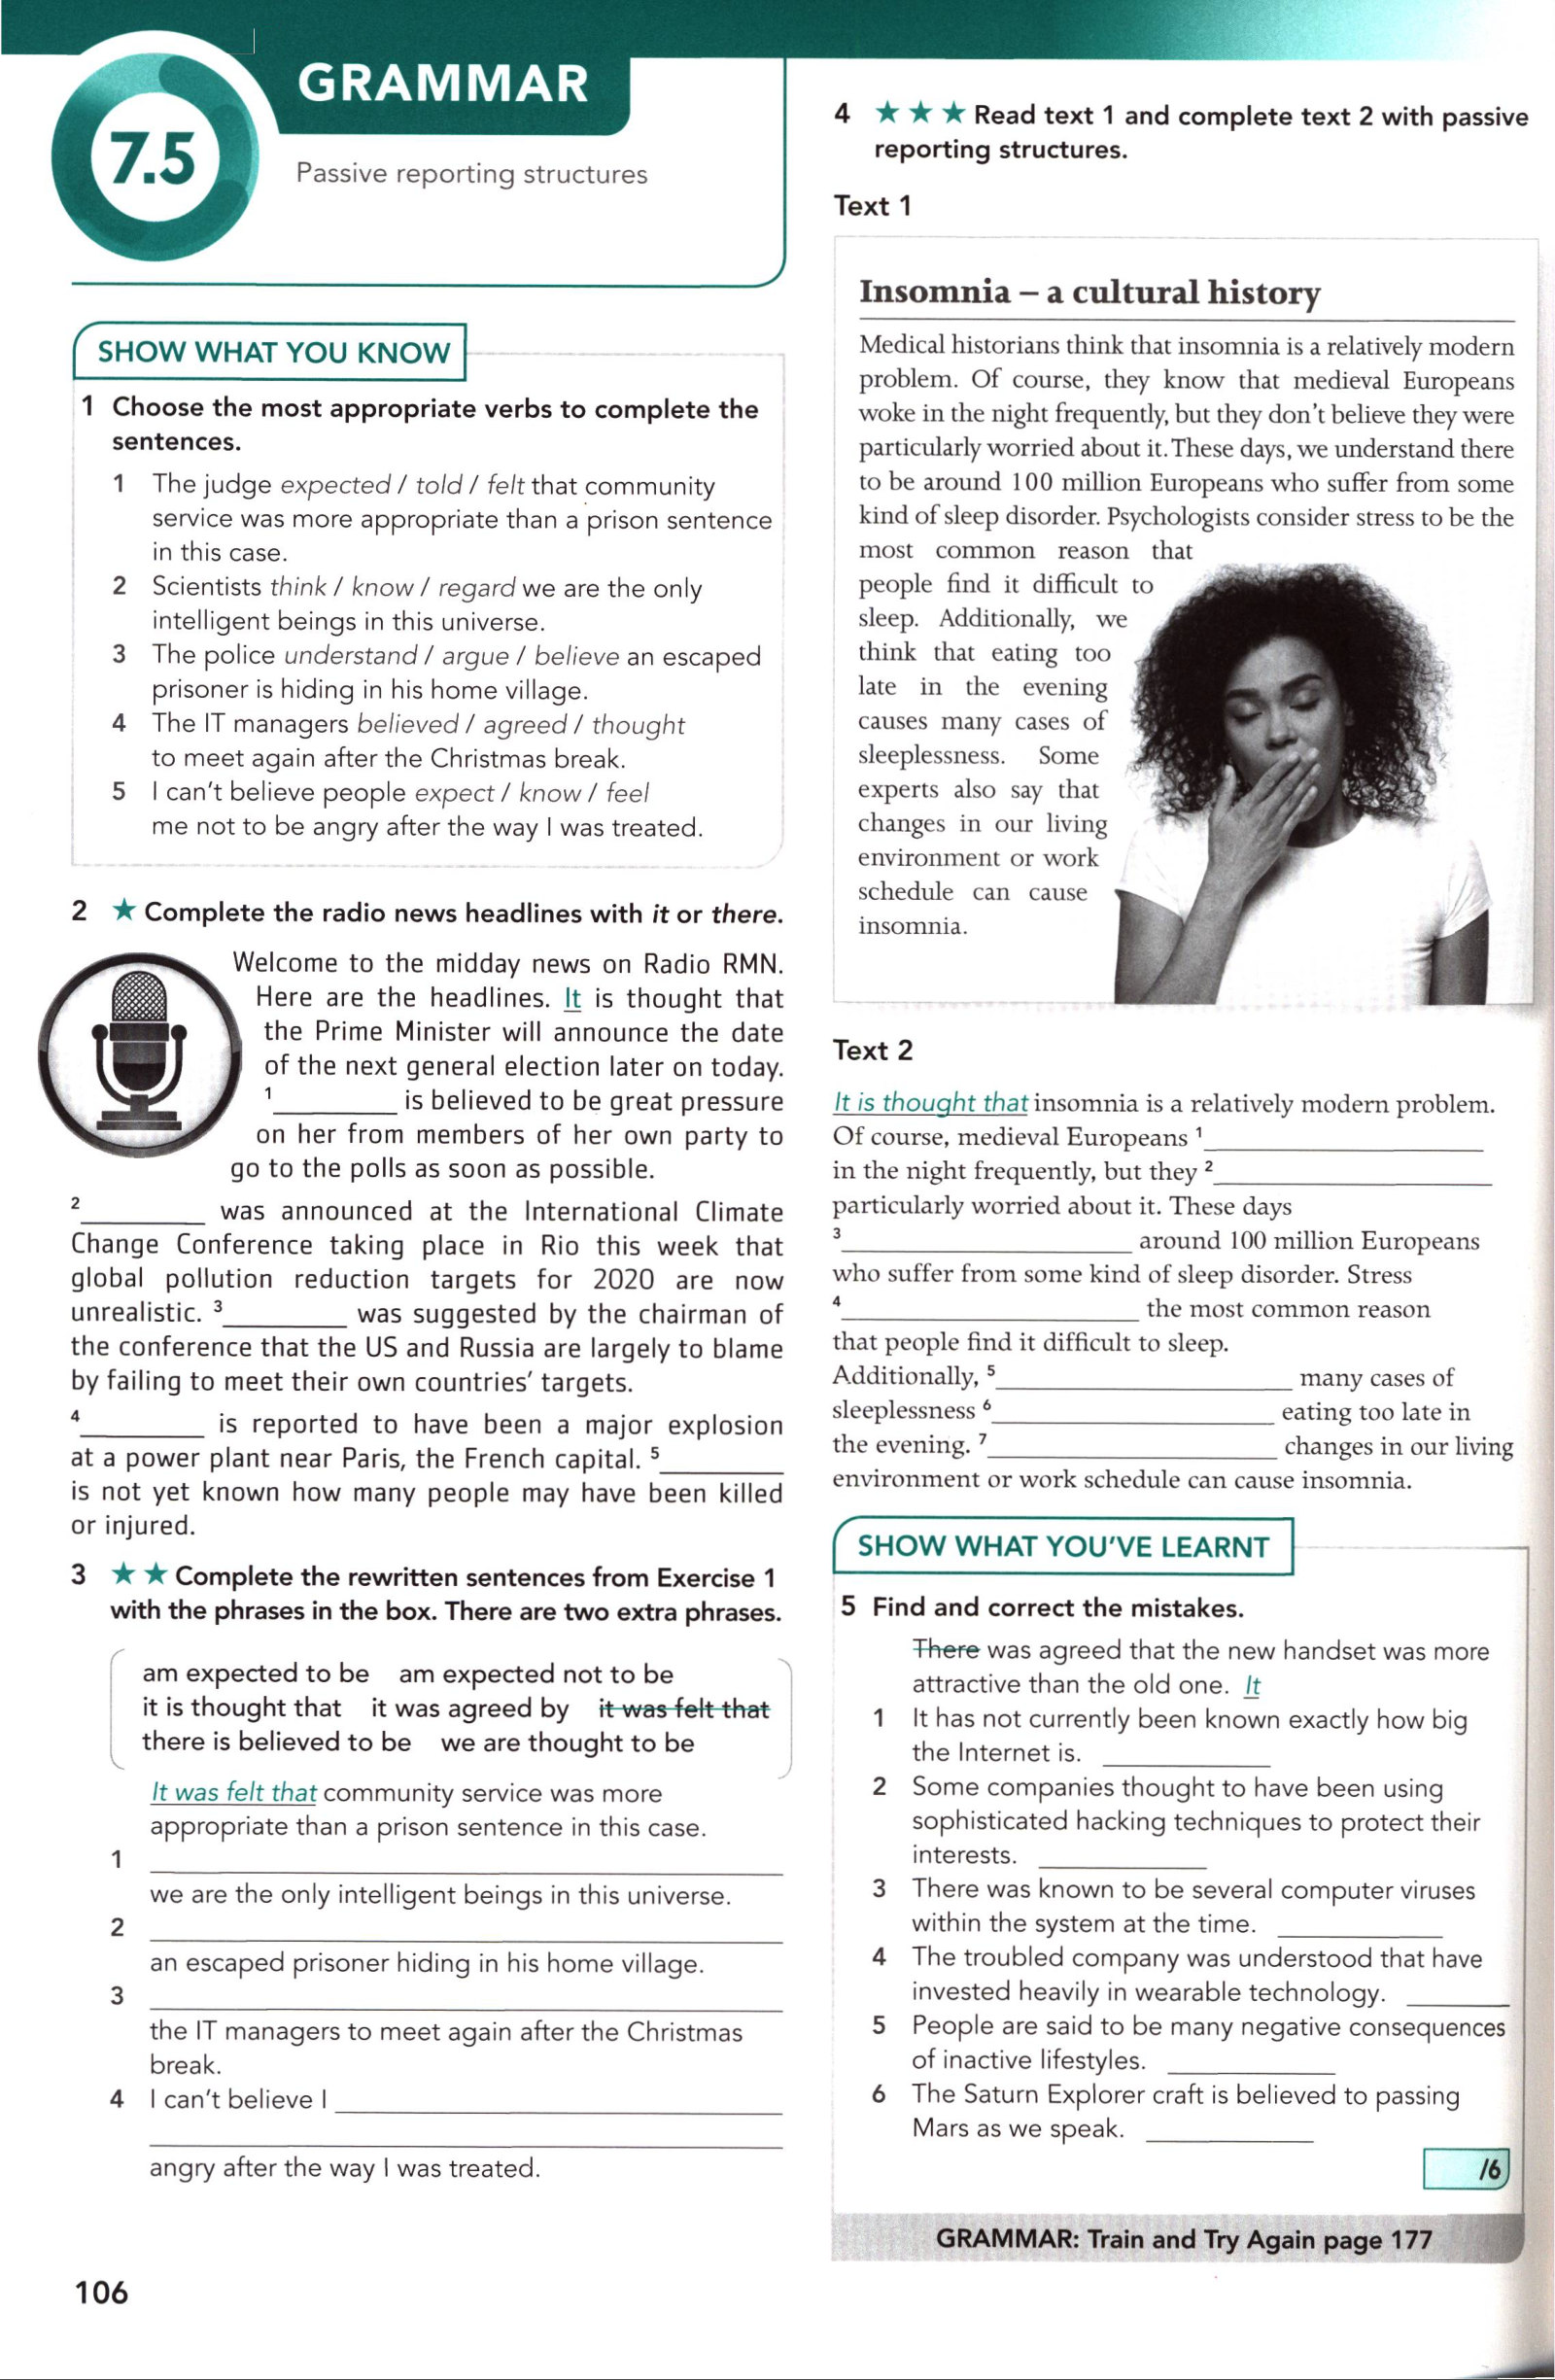 GRAMMAR
7.5
Passive reporting structures
SHOW WHAT YOU KNOW
1 Choose the most appropriate verbs to complete the
sentences.
1 The judge expected / told / felt that community
service was more appropriate than a prison sentence
in this case.
2 Scientists think / know / regard we are the only
intelligent beings in this universe.
3 The police understand / argue / believe an escaped
prisoner is hiding in his home village.
4 The IT managers believed / agreed / thought
to meet again after the Christmas break.
5 I can't believe people expect / know / feel
me not to be angry after the way I was treated.
2 ★ Complete the radio news headlines with it or there.
Welcome to the midday news on Radio RMN.
Here are the headlines. It is thought that
the Prime Minister will announce the date
of the next general election later on today.
1__________ is believed to be great pressure
on her from members of her own party to
go to the polls as soon as possible.
2__________ was announced at the International Climate
Change Conference taking place in Rio this week that
global pollution reduction targets for 2020 are now
unrealistic. 3__________ was suggested by the chairman of
the conference that the US and Russia are largely to blame
by failing to meet their own countries' targets.
4__________ is reported to have been a major explosion
at a power plant near Paris, the French capital. 5__________
is not yet known how many people may have been killed
or injured.
3 ★ ★ Complete the rewritten sentences from Exercise 1
with the phrases in the box. There are two extra phrases.
am expected to be am expected not to be
it is thought that it was agreed by it was felt that
there is believed to be we are thought to be
It was felt that community service was more
appropriate than a prison sentence in this case.
1 __________
we are the only intelligent beings in this universe.
2 __________
an escaped prisoner hiding in his home village.
3 __________
the IT managers to meet again after the Christmas
break.
4 I can't believe I __________
__________
angry after the way I was treated.
106
4 ★ ★ ★ Read text 1 and complete text 2 with passive
reporting structures.
Text 1
Insomnia – a cultural history
Medical historians think that insomnia is a relatively modern
problem. Of course, they know that medieval Europeans
woke in the night frequently, but they don't believe they were
particularly worried about it. These days, we understand there
to be around 100 million Europeans who suffer from some
kind of sleep disorder. Psychologists consider stress to be the
most common reason that
people find it difficult to
sleep. Additionally, we
think that eating too
late in the evening
causes many cases of
sleeplessness. Some
experts also say that
changes in our living
environment or work
schedule can cause
insomnia.
Text 2
It is thought that insomnia is a relatively modern problem.
Of course, medieval Europeans 1__________
in the night frequently, but they 2__________
particularly worried about it. These days
3__________ around 100 million Europeans
who suffer from some kind of sleep disorder. Stress
4__________ the most common reason
that people find it difficult to sleep.
Additionally, 5__________ many cases of
sleeplessness 6__________ eating too late in
the evening. 7__________ changes in our living
environment or work schedule can cause insomnia.
SHOW WHAT YOU'VE LEARNT
5 Find and correct the mistakes.
There was agreed that the new handset was more
attractive than the old one. It
1 It has not currently been known exactly how big
the Internet is. __________
2 Some companies thought to have been using
sophisticated hacking techniques to protect their
interests. __________
3 There was known to be several computer viruses
within the system at the time. __________
4 The troubled company was understood that have
invested heavily in wearable technology. __________
5 People are said to be many negative consequences
of inactive lifestyles. __________
6 The Saturn Explorer craft is believed to passing
Mars as we speak. __________
/6
GRAMMAR: Train and Try Again page 177